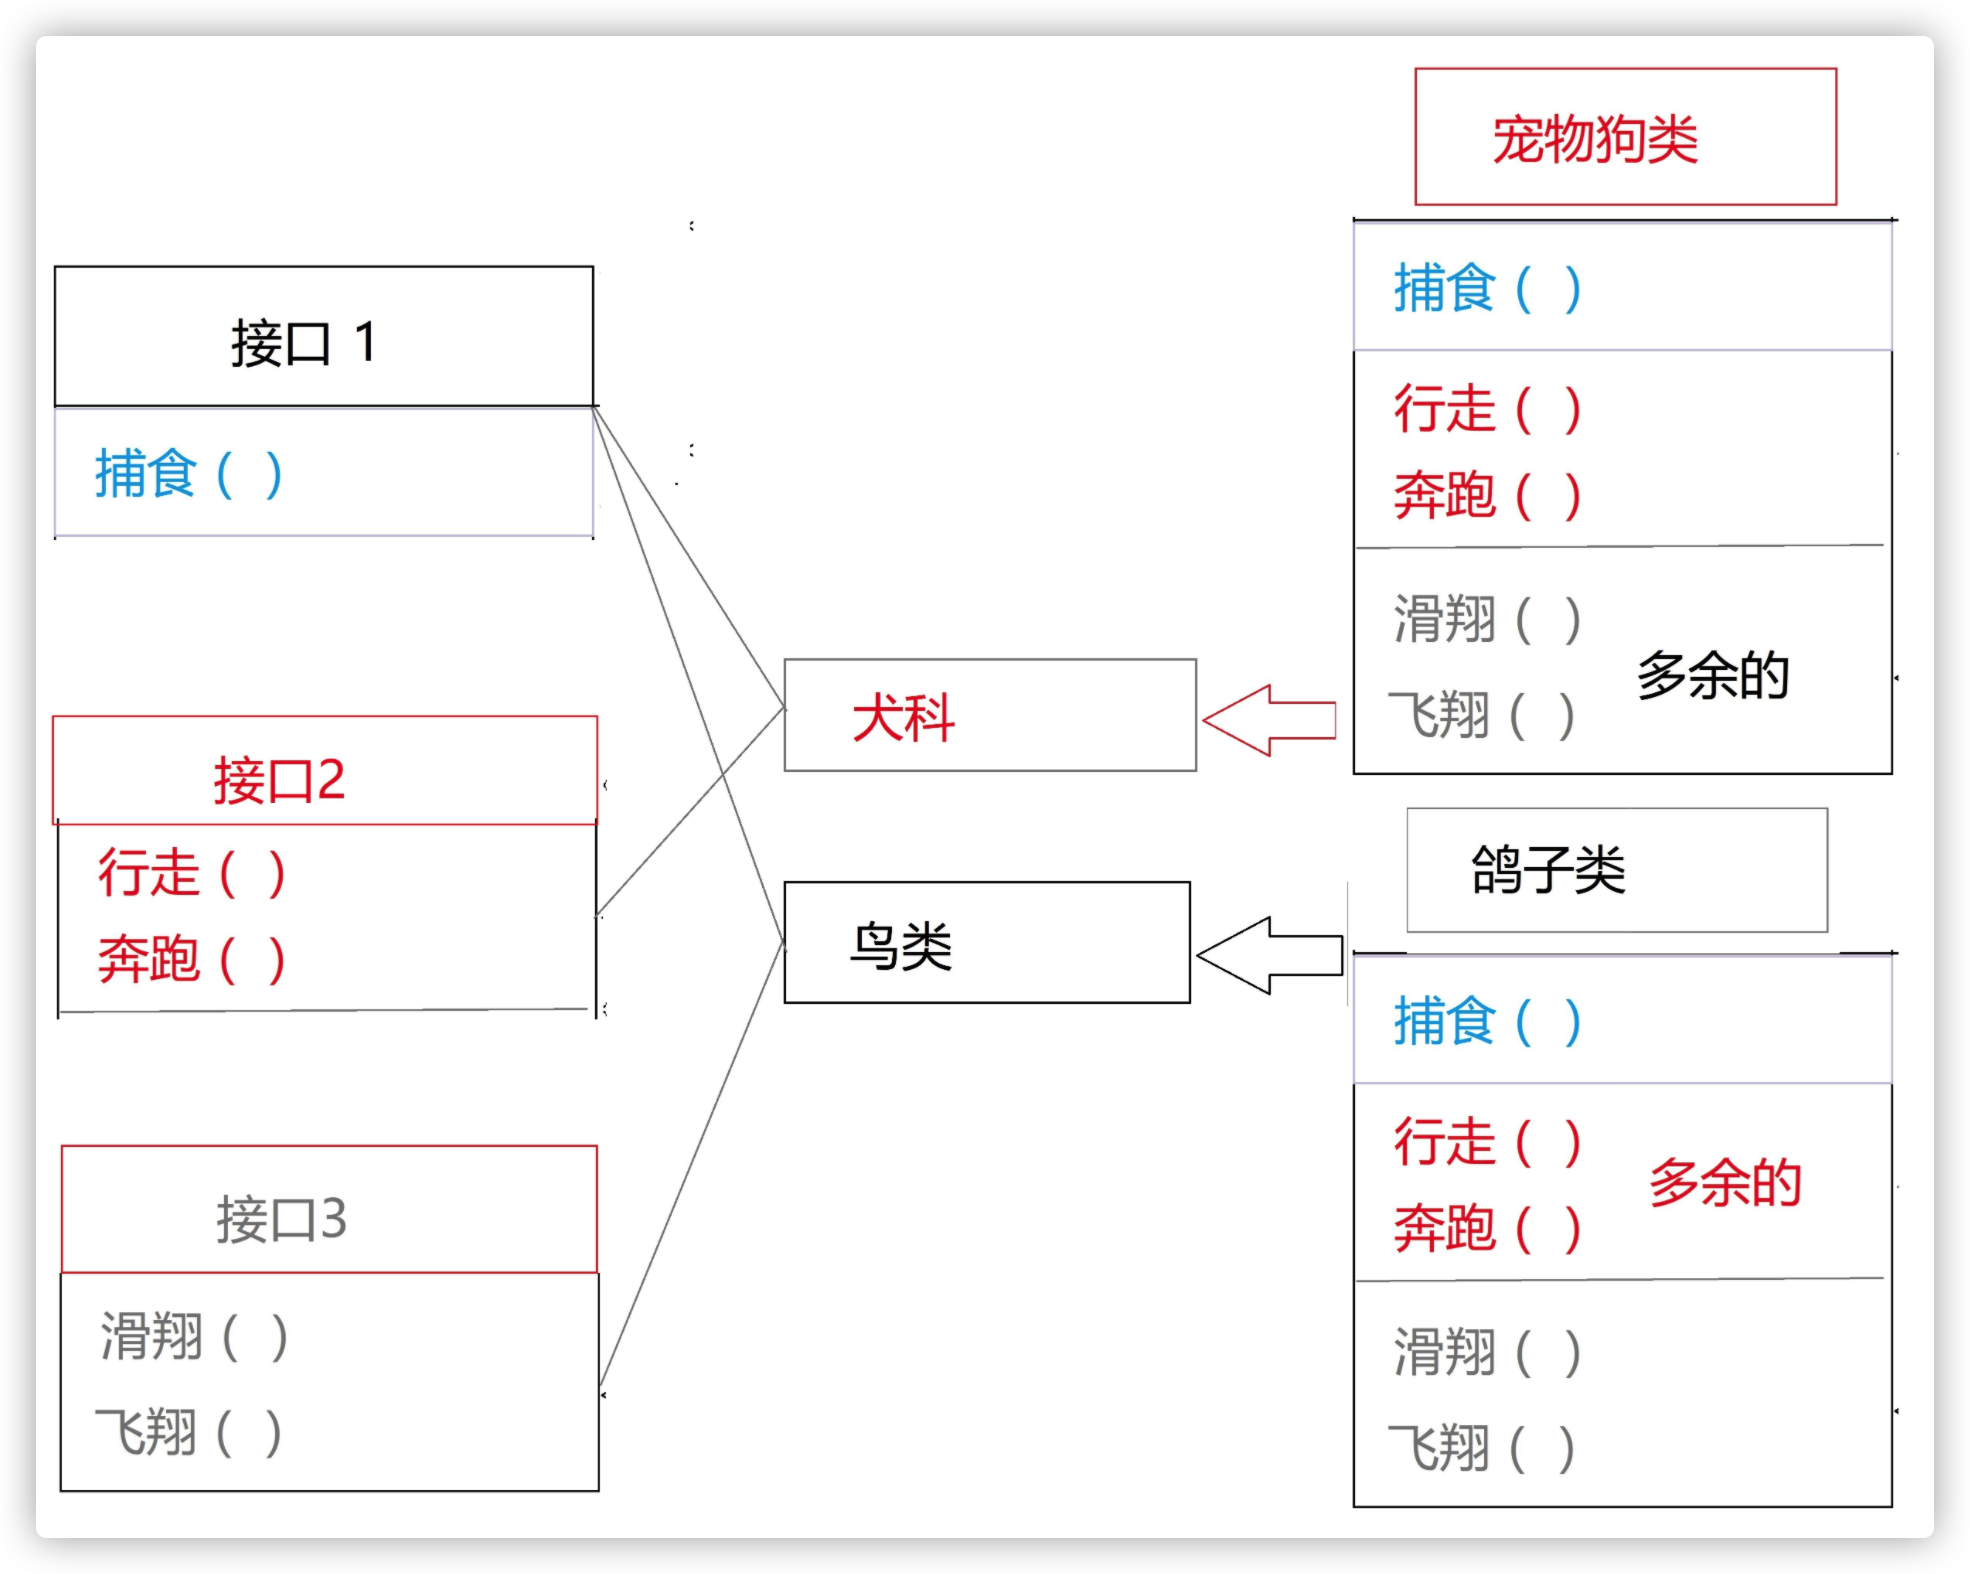 接口 1
捕食（ ）
接口2
行走（ ）
奔跑（ ）
接口3
滑翔（ ）
飞翔（ ）
犬科
鸟类
宠物狗类
捕食（ ）
行走（ ）
奔跑（ ）
滑翔（ ）
多余的
飞翔（ ）
鸽子类
捕食（ ）
行走（ ）
多余的
奔跑（ ）
滑翔（ ）
飞翔（ ）